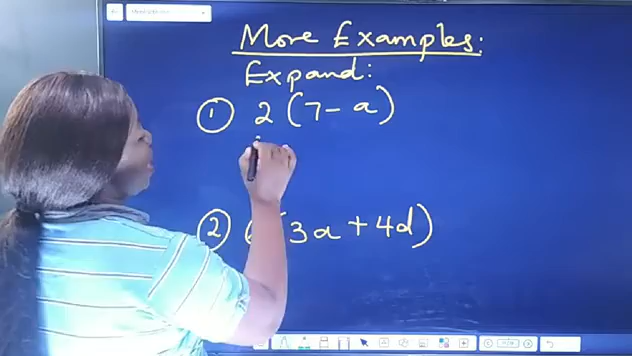 More Examples:
Expand:
① 2 (7 - a)
② (3a + 4d)